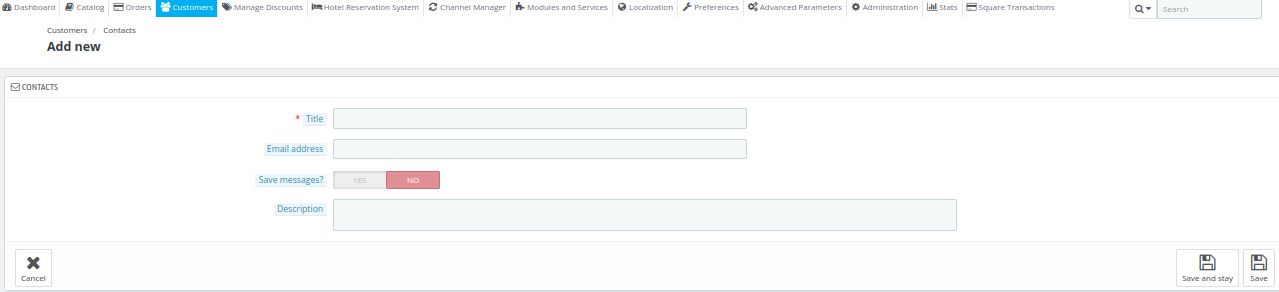 Dashboard Catalog Orders Customers Manage Discounts Hotel Reservation System Channel Manager Modules and Services Localization Preferences Advanced Parameters Administration Stats Square Transactions Search
Customers / Contacts
Add new
CONTACTS
* Title
Email address
Save messages? YES NO
Description
Cancel Save and stay Save